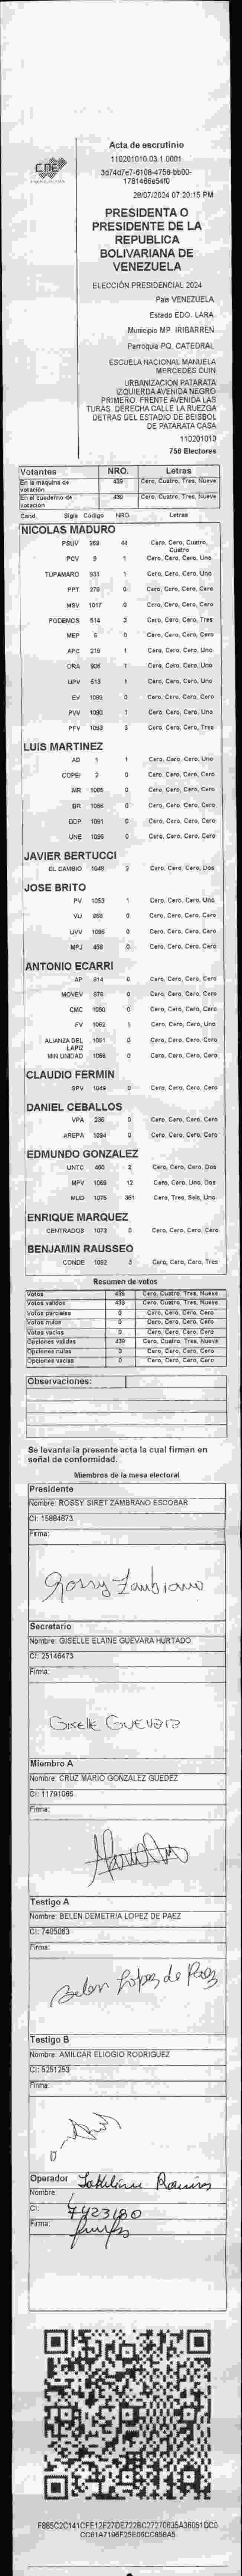 CNE
Acta de escrutinio
110201010.03.1.0001
3d74d7e7-6108-4756-bb00-
1781466e54f0
28/07/2024 07:20:15 PM
PRESIDENTA O
PRESIDENTE DE LA
REPUBLICA
BOLIVARIANA DE
VENEZUELA
ELECCIÓN PRESIDENCIAL 2024
País VENEZUELA
Estado EDO. LARA
Municipio MP. IRIBARREN
Parroquia PQ. CATEDRAL
ESCUELA NACIONAL MANUELA
MERCEDES DUIN
URBANIZACION PATARATA
IZQUIERDA AVENIDA NEGRO
PRIMERO. FRENTE AVENIDA LAS
TURAS. DERECHA CALLE LA RUEZGA
DETRAS DEL ESTADIO DE BEISBOL
DE PATARATA CASA
110201010
756 Electores
Votantes NRO. Letras
En la maquina de votación 439 Cero, Cuatro, Tres, Nueve
En el cuaderno de votación 439 Cero, Cuatro, Tres, Nueve
Cand. Sigla Código NRO. Letras
NICOLAS MADURO
PSUV 269 44 Cero, Cero, Cuatro, Cuatro
PCV 9 1 Cero, Cero, Cero, Uno
TUPAMARO 931 1 Cero, Cero, Cero, Uno
PPT 276 0 Cero, Cero, Cero, Cero
MSV 1017 0 Cero, Cero, Cero, Cero
PODEMOS 514 3 Cero, Cero, Cero, Tres
MEP 6 0 Cero, Cero, Cero, Cero
APC 219 1 Cero, Cero, Cero, Uno
ORA 906 1 Cero, Cero, Cero, Uno
UPV 513 1 Cero, Cero, Cero, Uno
EV 1089 0 Cero, Cero, Cero, Cero
PVV 1090 1 Cero, Cero, Cero, Uno
PFV 1093 3 Cero, Cero, Cero, Tres
LUIS MARTINEZ
AD 1 1 Cero, Cero, Cero, Uno
COPEI 2 0 Cero, Cero, Cero, Cero
MR 1068 0 Cero, Cero, Cero, Cero
BR 1086 0 Cero, Cero, Cero, Cero
DDP 1091 0 Cero, Cero, Cero, Cero
UNE 1096 0 Cero, Cero, Cero, Cero
JAVIER BERTUCCI
EL CAMBIO 1048 2 Cero, Cero, Cero, Dos
JOSE BRITO
PV 1053 1 Cero, Cero, Cero, Uno
VU 868 0 Cero, Cero, Cero, Cero
UVV 1095 0 Cero, Cero, Cero, Cero
MPJ 458 0 Cero, Cero, Cero, Cero
ANTONIO ECARRI
AP 614 0 Cero, Cero, Cero, Cero
MOVEV 878 0 Cero, Cero, Cero, Cero
CMC 1050 0 Cero, Cero, Cero, Cero
FV 1062 1 Cero, Cero, Cero, Uno
ALIANZA DEL LAPIZ 1061 0 Cero, Cero, Cero, Cero
MIN UNIDAD 1066 0 Cero, Cero, Cero, Cero
CLAUDIO FERMIN
SPV 1049 0 Cero, Cero, Cero, Cero
DANIEL CEBALLOS
VPA 236 0 Cero, Cero, Cero, Cero
AREPA 1094 0 Cero, Cero, Cero, Cero
EDMUNDO GONZALEZ
UNTC 460 2 Cero, Cero, Cero, Dos
MPV 1069 12 Cero, Cero, Uno, Dos
MUD 1075 361 Cero, Tres, Seis, Uno
ENRIQUE MARQUEZ
CENTRADOS 1073 0 Cero, Cero, Cero, Cero
BENJAMIN RAUSSEO
CONDE 1092 3 Cero, Cero, Cero, Tres
Resumen de votos
Votos 439 Cero, Cuatro, Tres, Nueve
Votos validos 439 Cero, Cuatro, Tres, Nueve
Votos parciales 0 Cero, Cero, Cero, Cero
Votos nulos 0 Cero, Cero, Cero, Cero
Votos vacios 0 Cero, Cero, Cero, Cero
Opciones validas 439 Cero, Cuatro, Tres, Nueve
Opciones nulas 0 Cero, Cero, Cero, Cero
Opciones vacias 0 Cero, Cero, Cero, Cero
Observaciones:
Se levanta la presente acta la cual firman en
señal de conformidad.
Miembros de la mesa electoral
Presidente
Nombre: ROSSY SIRET ZAMBRANO ESCOBAR
CI: 15884673
Firma:
Rossy Zambrano
Secretario
Nombre: GISELLE ELAINE GUEVARA HURTADO
CI: 25146473
Firma:
Giselle Guevara
Miembro A
Nombre: CRUZ MARIO GONZALEZ GUEDEZ
CI: 11791065
Firma:
Testigo A
Nombre: BELEN DEMETRIA LOPEZ DE PAEZ
CI: 7405063
Firma:
Belen Lopez de Paez
Testigo B
Nombre: AMILCAR ELIOGIO RODRIGUEZ
CI: 5251253
Firma:
Operador
Nombre:
CI: 7423180
Firma:
F885C2C141CFE12F27DE7228C27270635A36051DC0
CC61A7196F25E06CC858A5